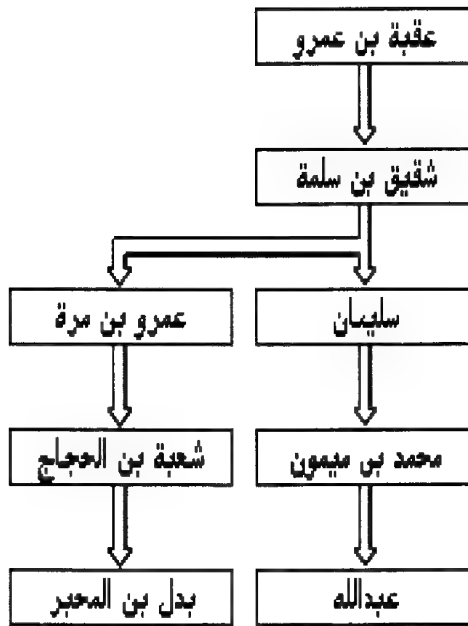 عقبة بن عمرو
شقيق بن سلمة
سليمان
عمرو بن مرة
محمد بن ميمون
شعبة بن الحجاج
عبدالله
بدل بن المحبر